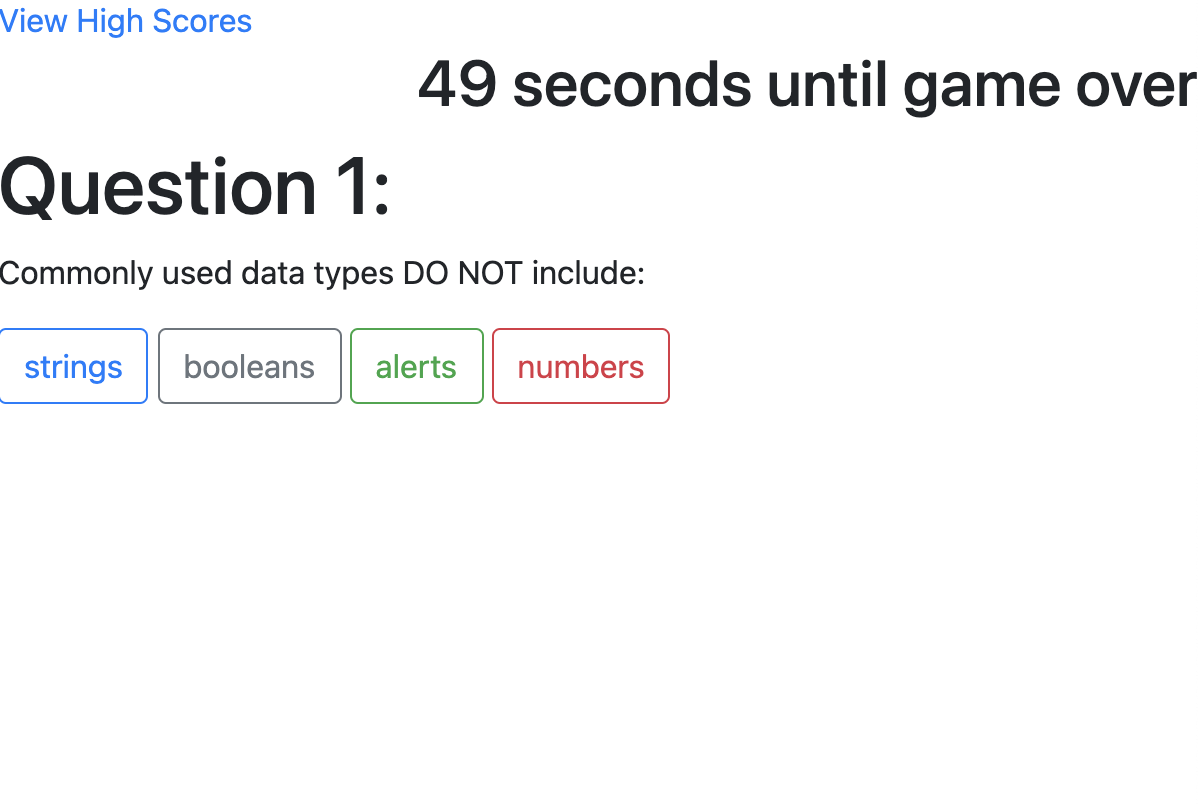 View High Scores
49 seconds until game over
Question 1:
Commonly used data types DO NOT include:
strings booleans alerts numbers